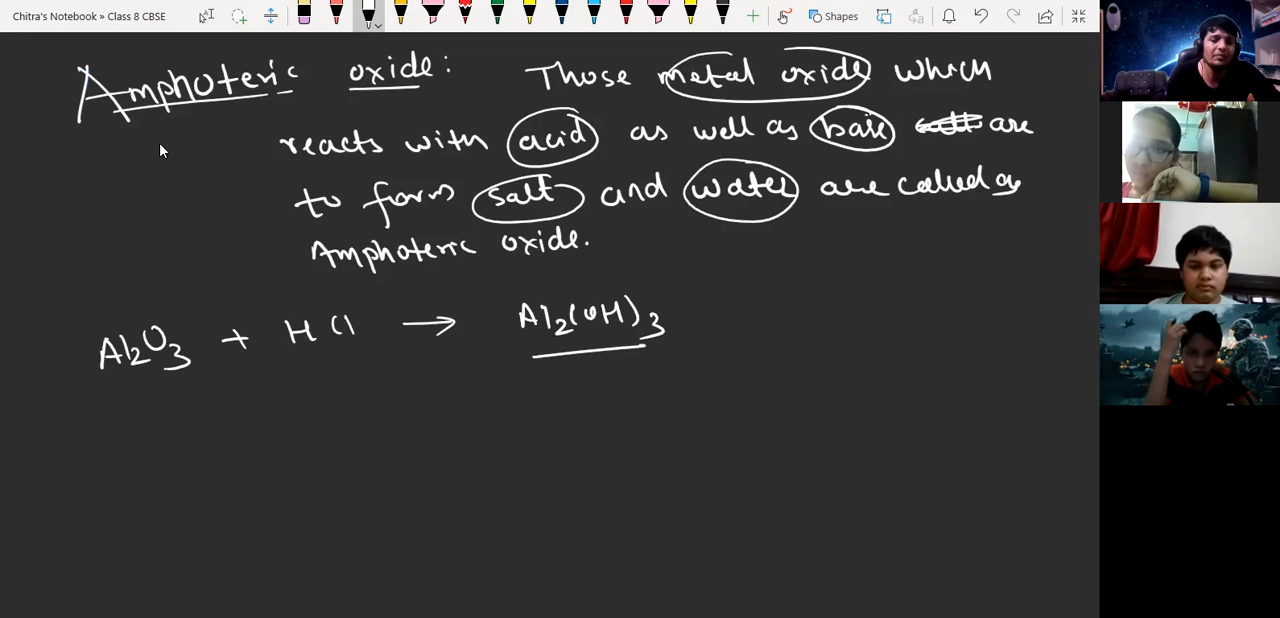 Chitra's Notebook » Class 8 CBSE
Shapes
Amphoteric oxide: Those metal oxide which
reacts with acid as well as base are
to form salt and water are called as
Amphoteric oxide.
Al2O3 + HCl → Al2(OH)3